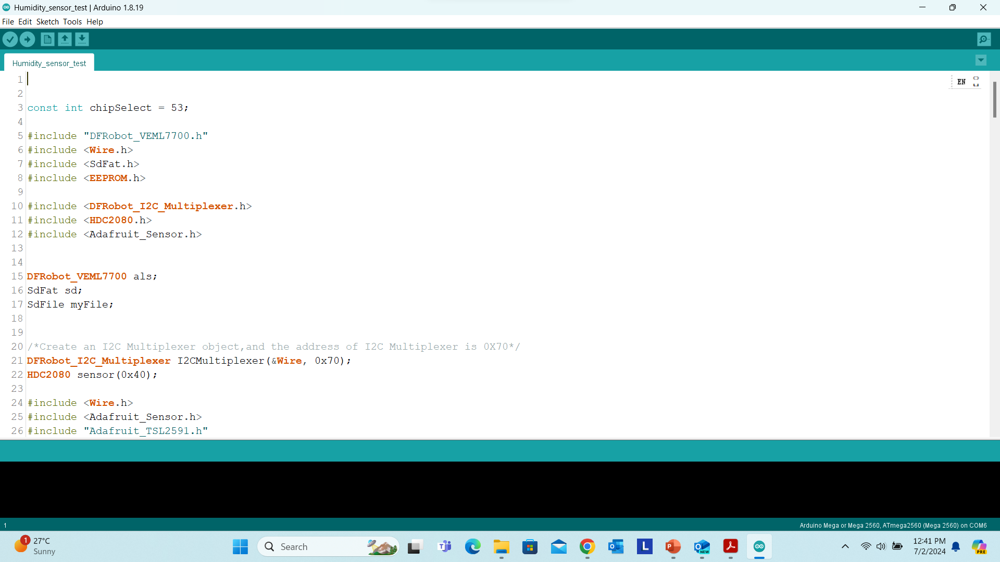 Humidity_sensor_test | Arduino 1.8.19
File Edit Sketch Tools Help
Humidity_sensor_test
EN
1
2
3 const int chipSelect = 53;
4
5 #include "DFRobot_VEML7700.h"
6 #include <Wire.h>
7 #include <SdFat.h>
8 #include <EEPROM.h>
9
10 #include <DFRobot_I2C_Multiplexer.h>
11 #include <HDC2080.h>
12 #include <Adafruit_Sensor.h>
13
14
15 DFRobot_VEML7700 als;
16 SdFat sd;
17 SdFile myFile;
18
19
20 /*Create an I2C Multiplexer object,and the address of I2C Multiplexer is 0X70*/
21 DFRobot_I2C_Multiplexer I2CMultiplexer(&Wire, 0x70);
22 HDC2080 sensor(0x40);
23
24 #include <Wire.h>
25 #include <Adafruit_Sensor.h>
26 #include "Adafruit_TSL2591.h"
1
Arduino Mega or Mega 2560, ATmega2560 (Mega 2560) on COM6
1
27°C
Sunny
Search
L
NEW
12:41 PM
7/2/2024
PRE